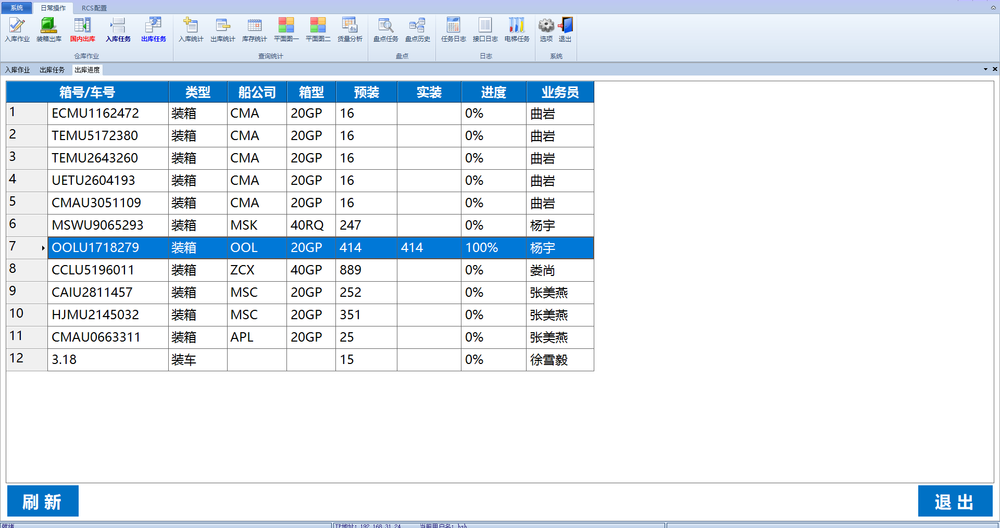 系统 日常操作 RCS配置
入库作业 装箱出库 国内出库 入库任务 出库任务 入库统计 出库统计 库存统计 平面图一 平面图二 货量分析 盘点任务 盘点历史 任务日志 接口日志 电梯任务 选项 退出
仓库作业 查询统计 盘点 日志 系统
入库作业 出库任务 出库进度
箱号/车号 类型 船公司 箱型 预装 实装 进度 业务员
1 ECMU1162472 装箱 CMA 20GP 16 0% 曲岩
2 TEMU5172380 装箱 CMA 20GP 16 0% 曲岩
3 TEMU2643260 装箱 CMA 20GP 16 0% 曲岩
4 UETU2604193 装箱 CMA 20GP 16 0% 曲岩
5 CMAU3051109 装箱 CMA 20GP 16 0% 曲岩
6 MSWU9065293 装箱 MSK 40RQ 247 0% 杨宇
7 OOLU1718279 装箱 OOL 20GP 414 414 100% 杨宇
8 CCLU5196011 装箱 ZCX 40GP 889 0% 娄尚
9 CAIU2811457 装箱 MSC 20GP 252 0% 张美燕
10 HJMU2145032 装箱 MSC 20GP 351 0% 张美燕
11 CMAU0663311 装箱 APL 20GP 25 0% 张美燕
12 3.18 装车 15 0% 徐雪毅
刷 新 退 出
就绪 IP地址: 192.168.31.24 当前用户名: hsb